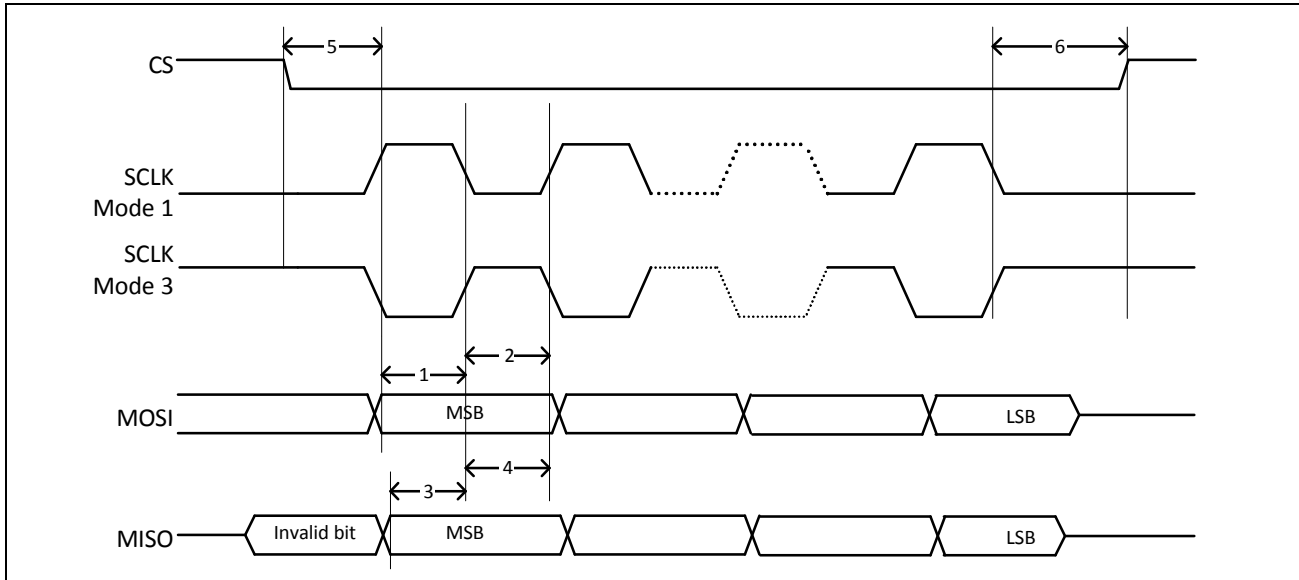 5
6
CS
SCLK
Mode 1
SCLK
Mode 3
2
1
MOSI
MSB
LSB
4
3
MISO
Invalid bit
MSB
LSB